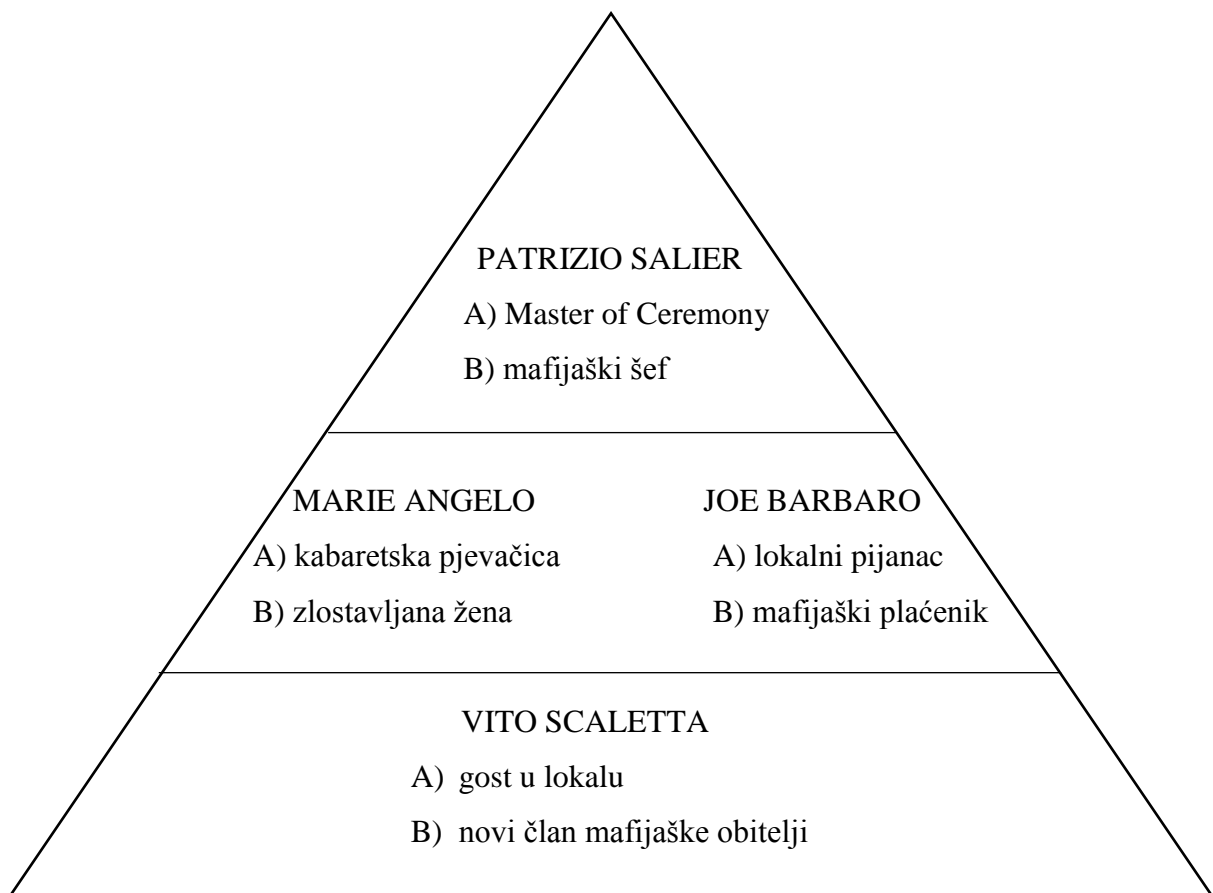 PATRIZIO SALIER
A) Master of Ceremony
B) mafijaški šef
MARIE ANGELO
A) kabaretska pjevačica
B) zlostavljana žena
JOE BARBARO
A) lokalni pijanac
B) mafijaški plaćenik
VITO SCALETTA
A) gost u lokalu
B) novi član mafijaške obitelji